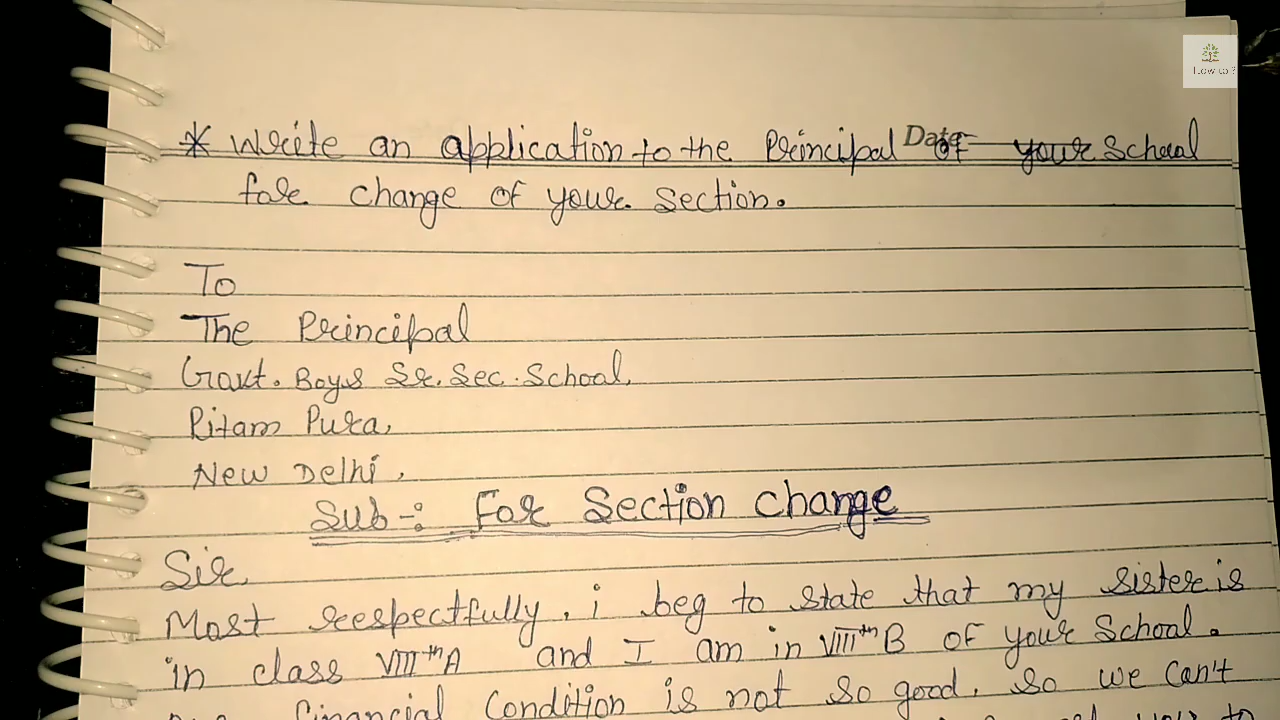 How to ?
Date
* Write an application to the Principal of your School
for change of your section.
To
The Principal
Govt. Boys Sr. Sec. School,
Pitam Pura,
New Delhi,
Sub-: For Section change
Sir,
Most respectfully, i beg to state that my sister is
in class VIIIth A and I am in VIIIth B of your School.
financial Condition is not so good, so we can't